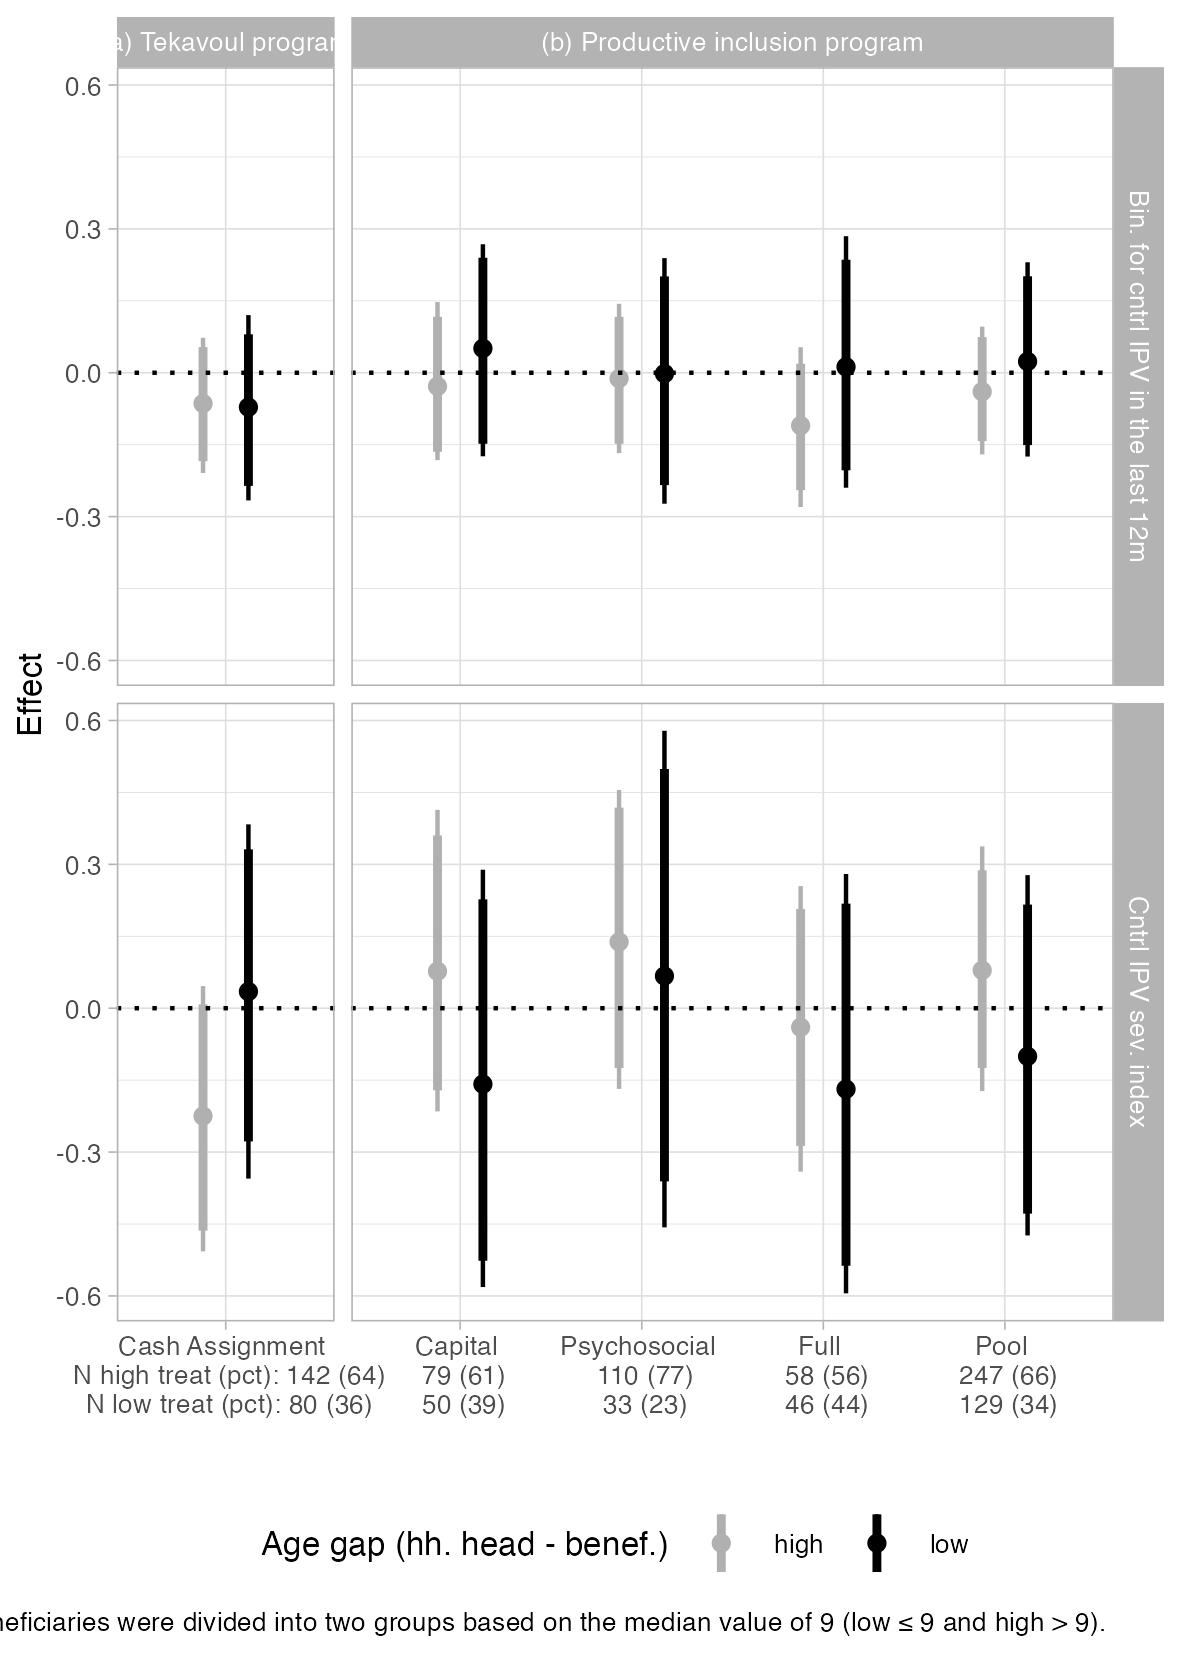 a) Tekavoul prograr
(b) Productive inclusion program
Bin. for cntrl IPV in the last 12m
0.6
0.3
0.0
-0.3
-0.6
Effect
Cntrl IPV sev. index
0.6
0.3
0.0
-0.3
-0.6
Cash Assignment Capital Psychosocial Full Pool
N high treat (pct): 142 (64) 79 (61) 110 (77) 58 (56) 247 (66)
N low treat (pct): 80 (36) 50 (39) 33 (23) 46 (44) 129 (34)
Age gap (hh. head - benef.) high low
neficiaries were divided into two groups based on the median value of 9 (low ≤ 9 and high > 9).